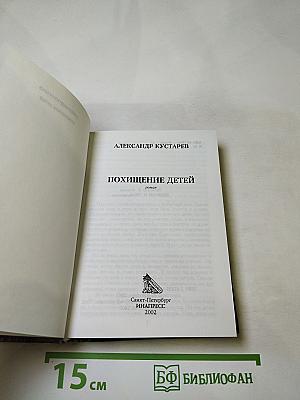 АЛЕКСАНДР КУСТАРЕВ
ПОХИЩЕНИЕ ДЕТЕЙ
роман
Санкт-Петербург
ИНАПРЕСС
2002
15 см
БФ БИБЛИОФАН